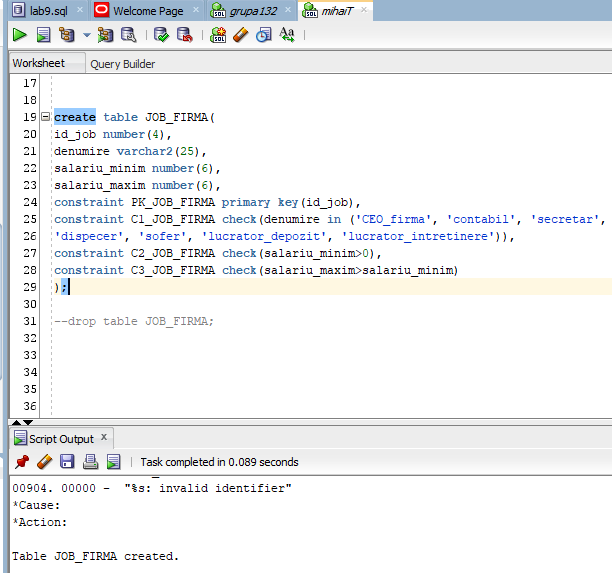 lab9.sql Welcome Page grupa132 mihaiT
Worksheet Query Builder
17
18
19 create table JOB_FIRMA(
20 id_job number(4),
21 denumire varchar2(25),
22 salariu_minim number(6),
23 salariu_maxim number(6),
24 constraint PK_JOB_FIRMA primary key(id_job),
25 constraint C1_JOB_FIRMA check(denumire in ('CEO_firma', 'contabil', 'secretar',
26 'dispecer', 'sofer', 'lucrator_depozit', 'lucrator_intretinere')),
27 constraint C2_JOB_FIRMA check(salariu_minim>0),
28 constraint C3_JOB_FIRMA check(salariu_maxim>salariu_minim)
29 );
30
31 --drop table JOB_FIRMA;
32
33
34
35
36
Script Output x
Task completed in 0.089 seconds
00904. 00000 - "%s: invalid identifier"
*Cause:
*Action:
Table JOB_FIRMA created.